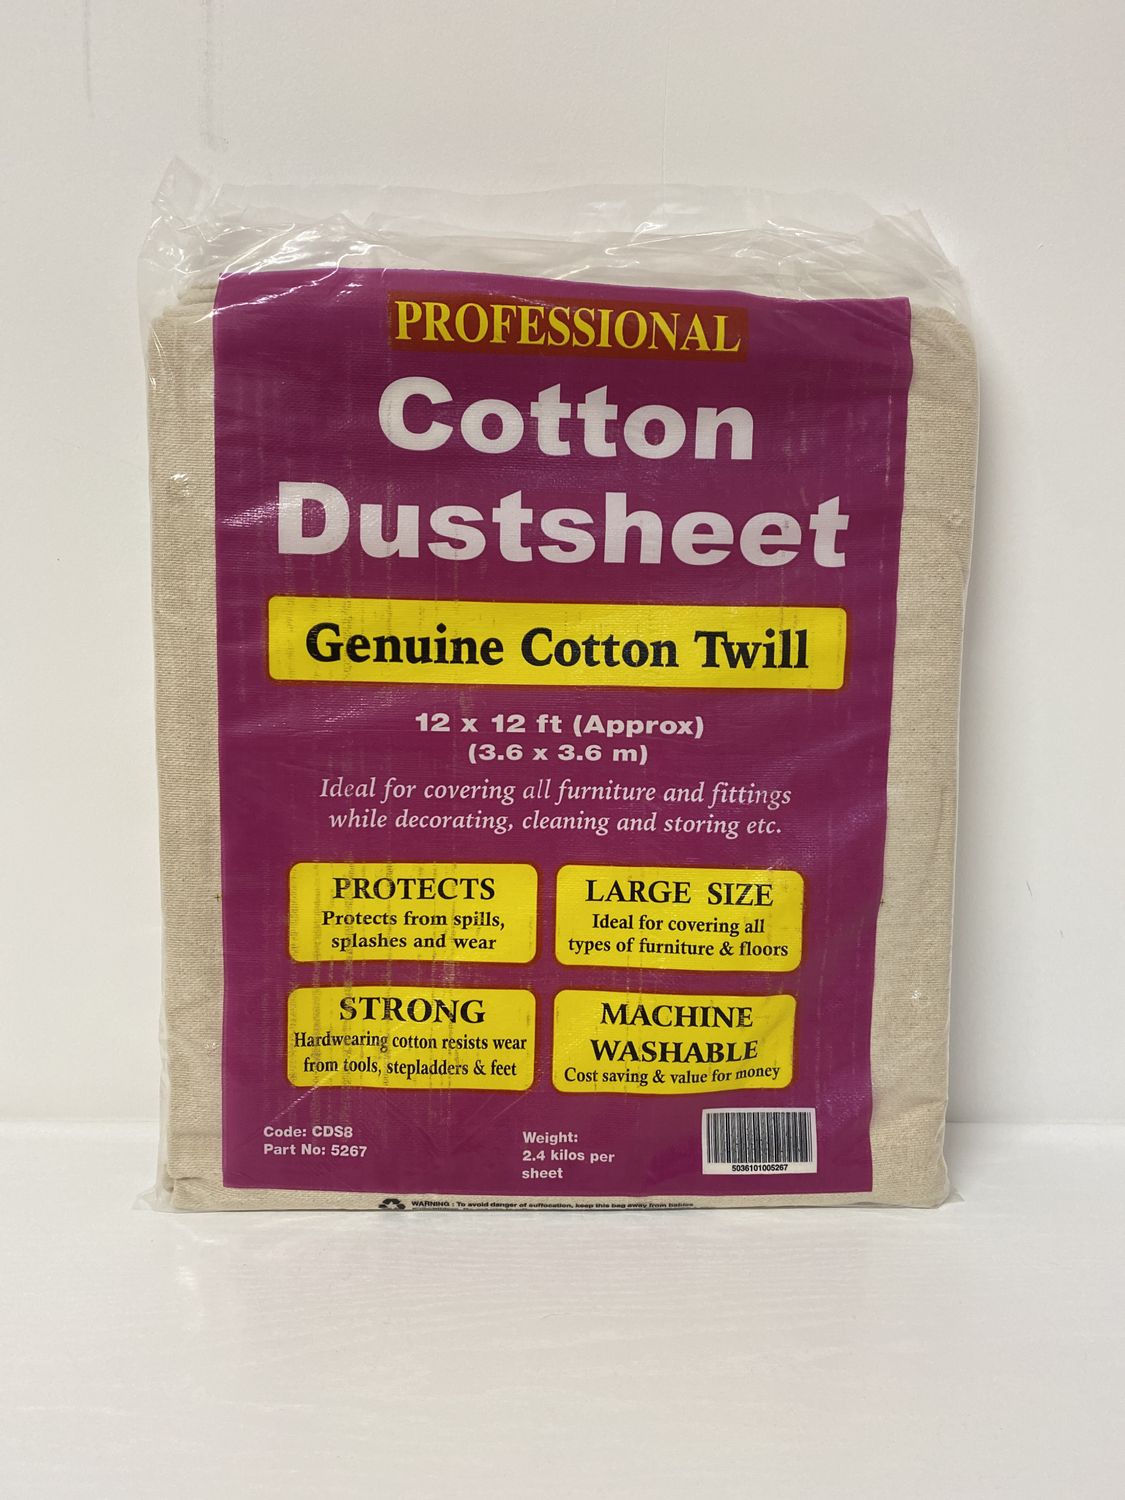 PROFESSIONAL
Cotton
Dustsheet
Genuine Cotton Twill
12 x 12 ft (Approx)
(3.6 x 3.6 m)
Ideal for covering all furniture and fittings
while decorating, cleaning and storing etc.
PROTECTS
Protects from spills,
splashes and wear
LARGE SIZE
Ideal for covering all
types of furniture & floors
STRONG
Hardwearing cotton resists wear
from tools, stepladders & feet
MACHINE
WASHABLE
Cost saving & value for money
Code: CDS8
Part No: 5267
Weight:
2.4 kilos per
sheet
5036101005267
WARNING : To avoid danger of suffocation, keep this bag away from babies